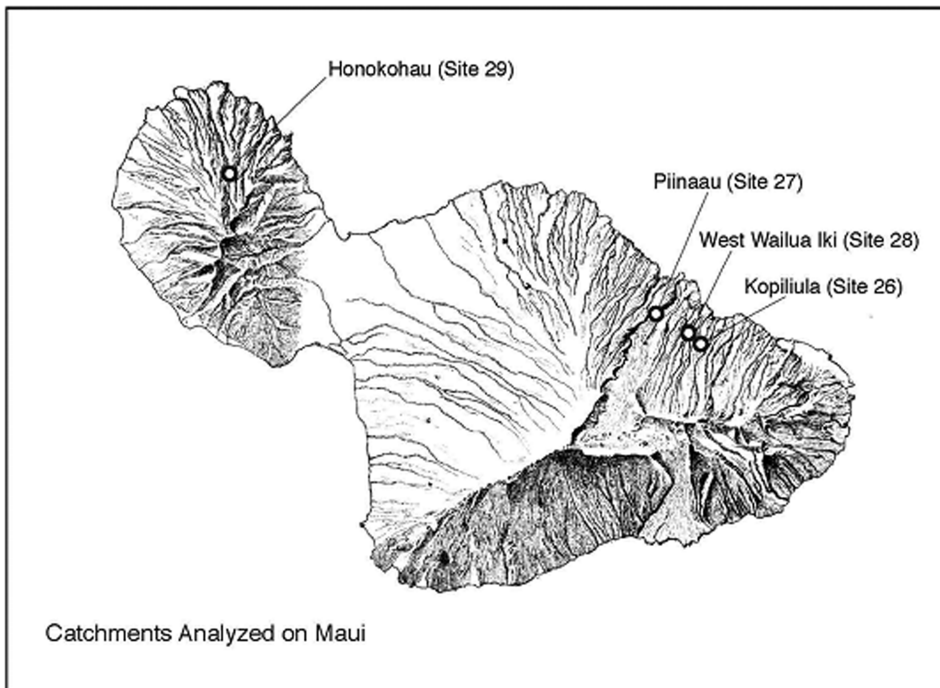 Honokohau (Site 29)
Piinaau (Site 27)
West Wailua Iki (Site 28)
Kopiliula (Site 26)
Catchments Analyzed on Maui